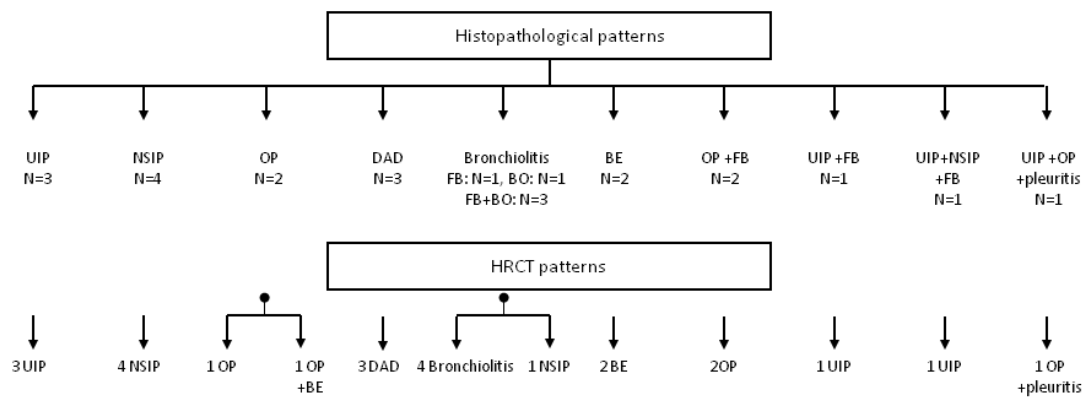 Histopathological patterns
UIP
N=3
NSIP
N=4
OP
N=2
DAD
N=3
Bronchiolitis
FB: N=1, BO: N=1
FB+BO: N=3
BE
N=2
OP +FB
N=2
UIP +FB
N=1
UIP+NSIP
+FB
N=1
UIP +OP
+pleuritis
N=1
HRCT patterns
3 UIP
4 NSIP
1 OP
1 OP
+BE
3 DAD
4 Bronchiolitis
1 NSIP
2 BE
2OP
1 UIP
1 UIP
1 OP
+pleuritis